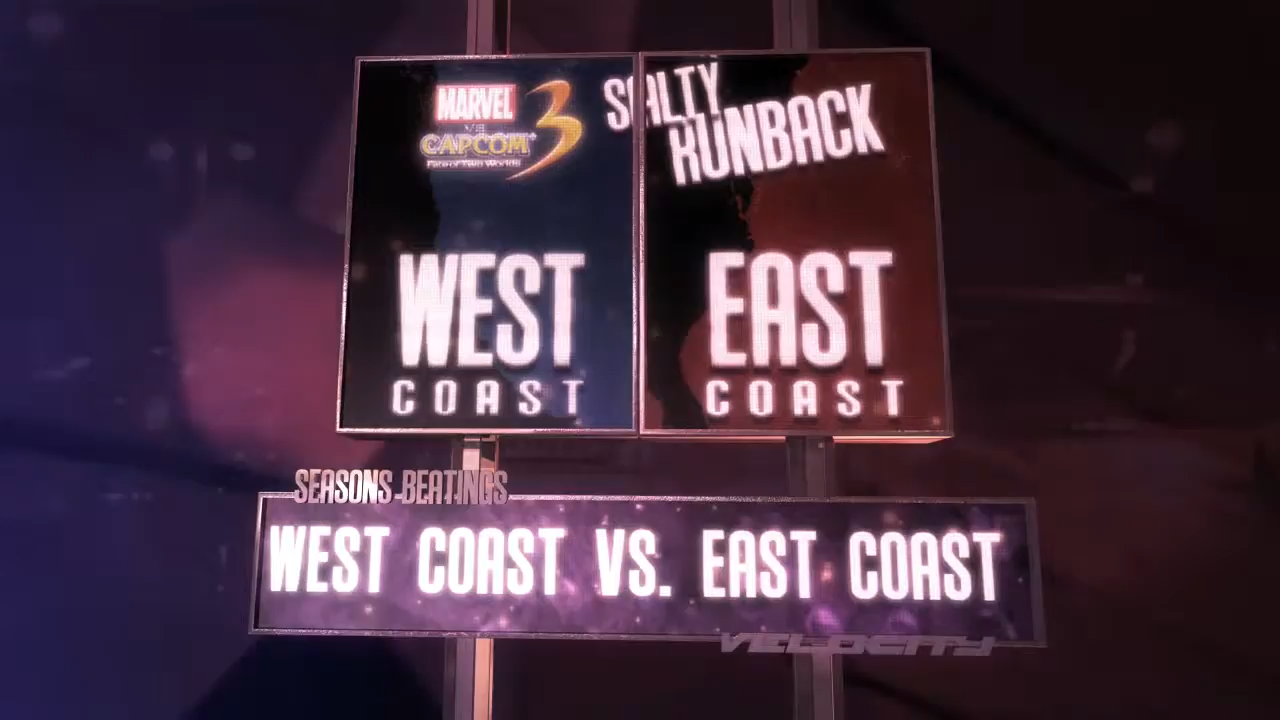 MARVEL
VS.
CAPCOM
3
Fate of Two Worlds
SALTY
RUNBACK
WEST
COAST
EAST
COAST
SEASONS BEATINGS
WEST COAST VS. EAST COAST
VELOCITY